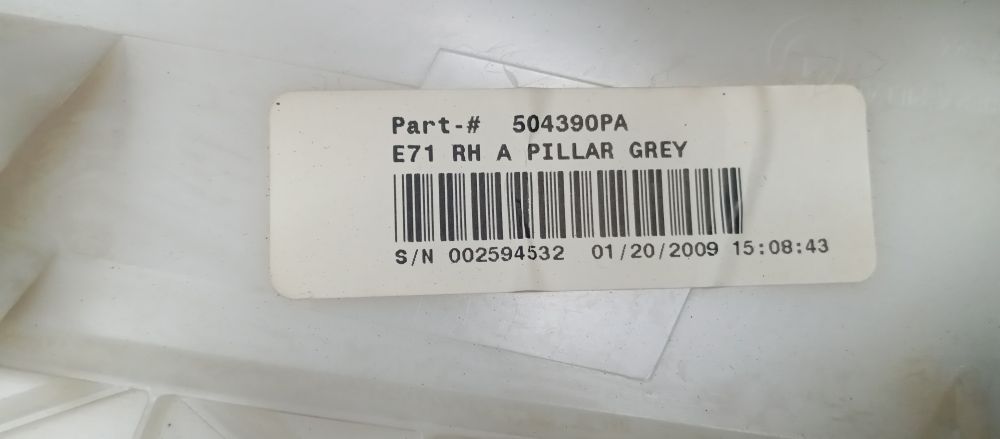 Part-# 504390PA
E71 RH A PILLAR GREY
S/N 002594532 01/20/2009 15:08:43